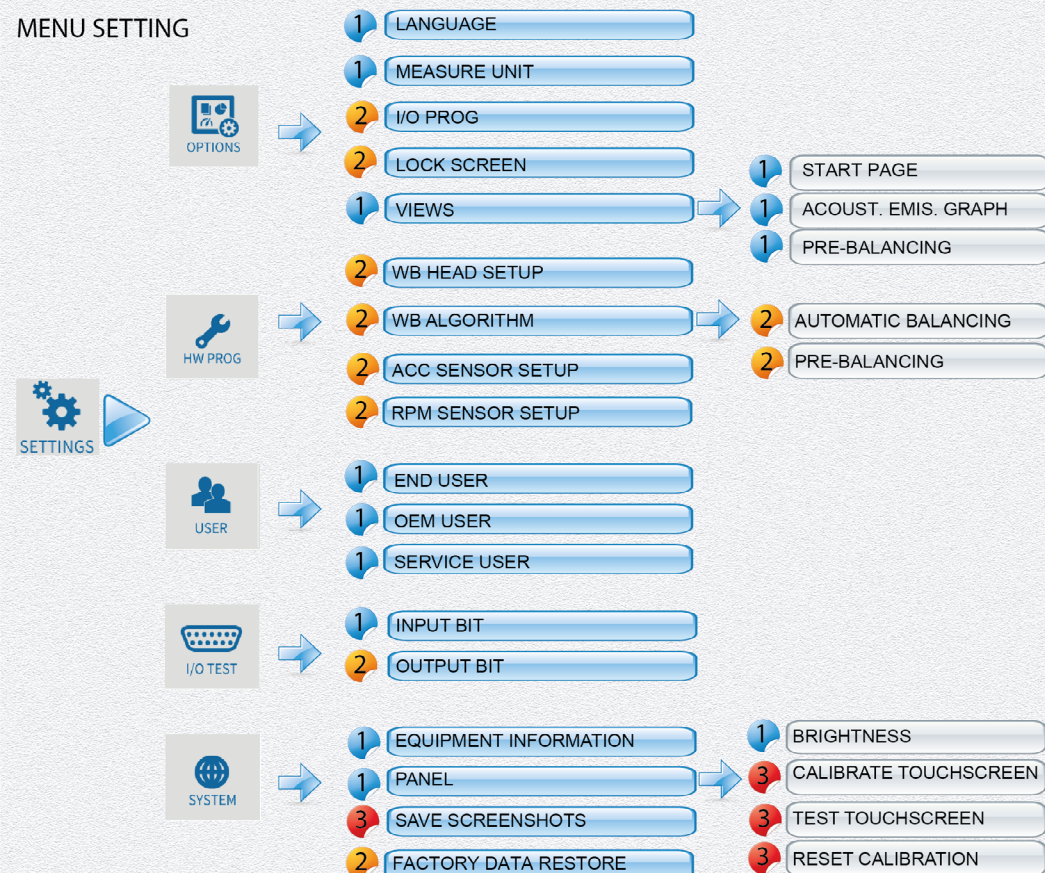 MENU SETTING
1 LANGUAGE
1 MEASURE UNIT
OPTIONS
2 I/O PROG
2 LOCK SCREEN
1 VIEWS
1 START PAGE
1 ACOUST. EMIS. GRAPH
1 PRE-BALANCING
2 WB HEAD SETUP
HW PROG
2 WB ALGORITHM
2 AUTOMATIC BALANCING
2 PRE-BALANCING
2 ACC SENSOR SETUP
2 RPM SENSOR SETUP
SETTINGS
USER
1 END USER
1 OEM USER
1 SERVICE USER
I/O TEST
1 INPUT BIT
2 OUTPUT BIT
SYSTEM
1 EQUIPMENT INFORMATION
1 PANEL
1 BRIGHTNESS
3 CALIBRATE TOUCHSCREEN
3 TEST TOUCHSCREEN
3 RESET CALIBRATION
3 SAVE SCREENSHOTS
2 FACTORY DATA RESTORE